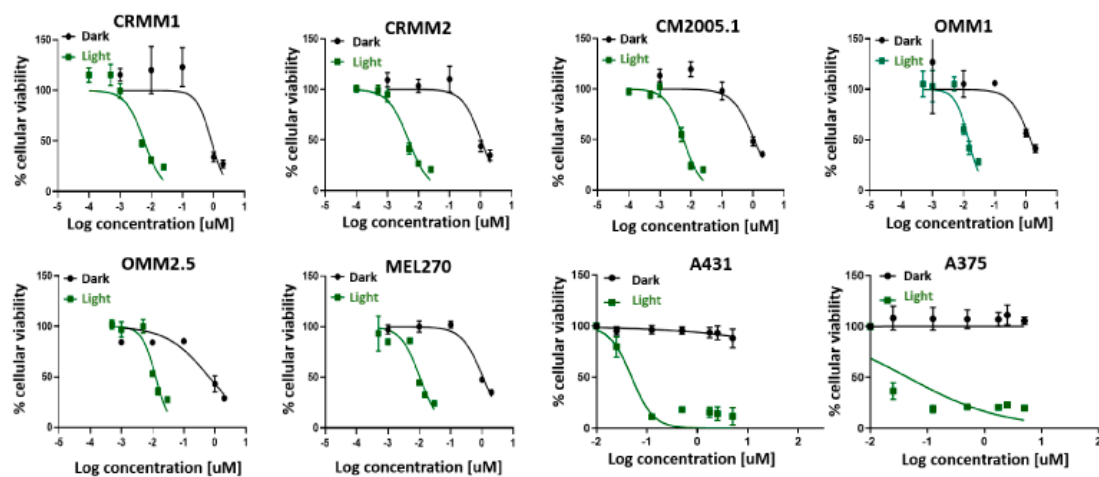 CRMM1
Dark
Light
% cellular viability
150
100
50
0
-5 -4 -3 -2 -1 0 1
Log concentration [uM]
CRMM2
Dark
Light
% cellular viability
150
100
50
0
-5 -4 -3 -2 -1 0 1
Log concentration [uM]
CM2005.1
Dark
Light
% cellular viability
150
100
50
0
-5 -4 -3 -2 -1 0 1
Log concentration [uM]
OMM1
Dark
Light
% cellular viability
150
100
50
0
-5 -4 -3 -2 -1 0 1
Log concentration [uM]
OMM2.5
Dark
Light
% cellular viability
150
100
50
0
-4 -3 -2 -1 0 1
Log concentration [uM]
MEL270
Dark
Light
% cellular viability
150
100
50
0
-4 -3 -2 -1 0 1
Log concentration [uM]
A431
Dark
Light
% cellular viability
150
100
50
0
-2 -1 0 1 2
Log concentration [uM]
A375
Dark
Light
% cellular viability
150
100
50
0
-2 -1 0 1 2
Log concentration [uM]